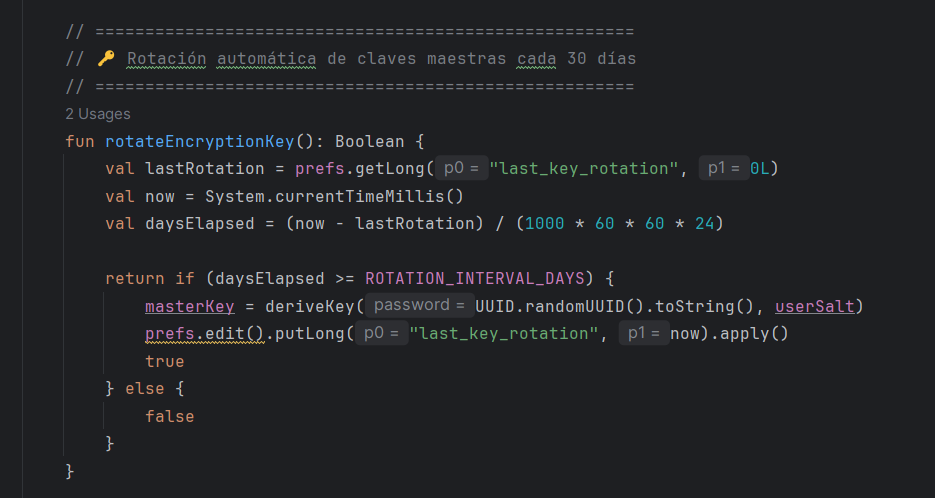 // ======================================================
// 🔑 Rotación automática de claves maestras cada 30 días
// ======================================================
2 Usages
fun rotateEncryptionKey(): Boolean {
    val lastRotation = prefs.getLong( p0 = "last_key_rotation", p1 = 0L)
    val now = System.currentTimeMillis()
    val daysElapsed = (now - lastRotation) / (1000 * 60 * 60 * 24)

    return if (daysElapsed >= ROTATION_INTERVAL_DAYS) {
        masterKey = deriveKey( password = UUID.randomUUID().toString(), userSalt)
        prefs.edit().putLong( p0 = "last_key_rotation", p1 = now).apply()
        true
    } else {
        false
    }
}